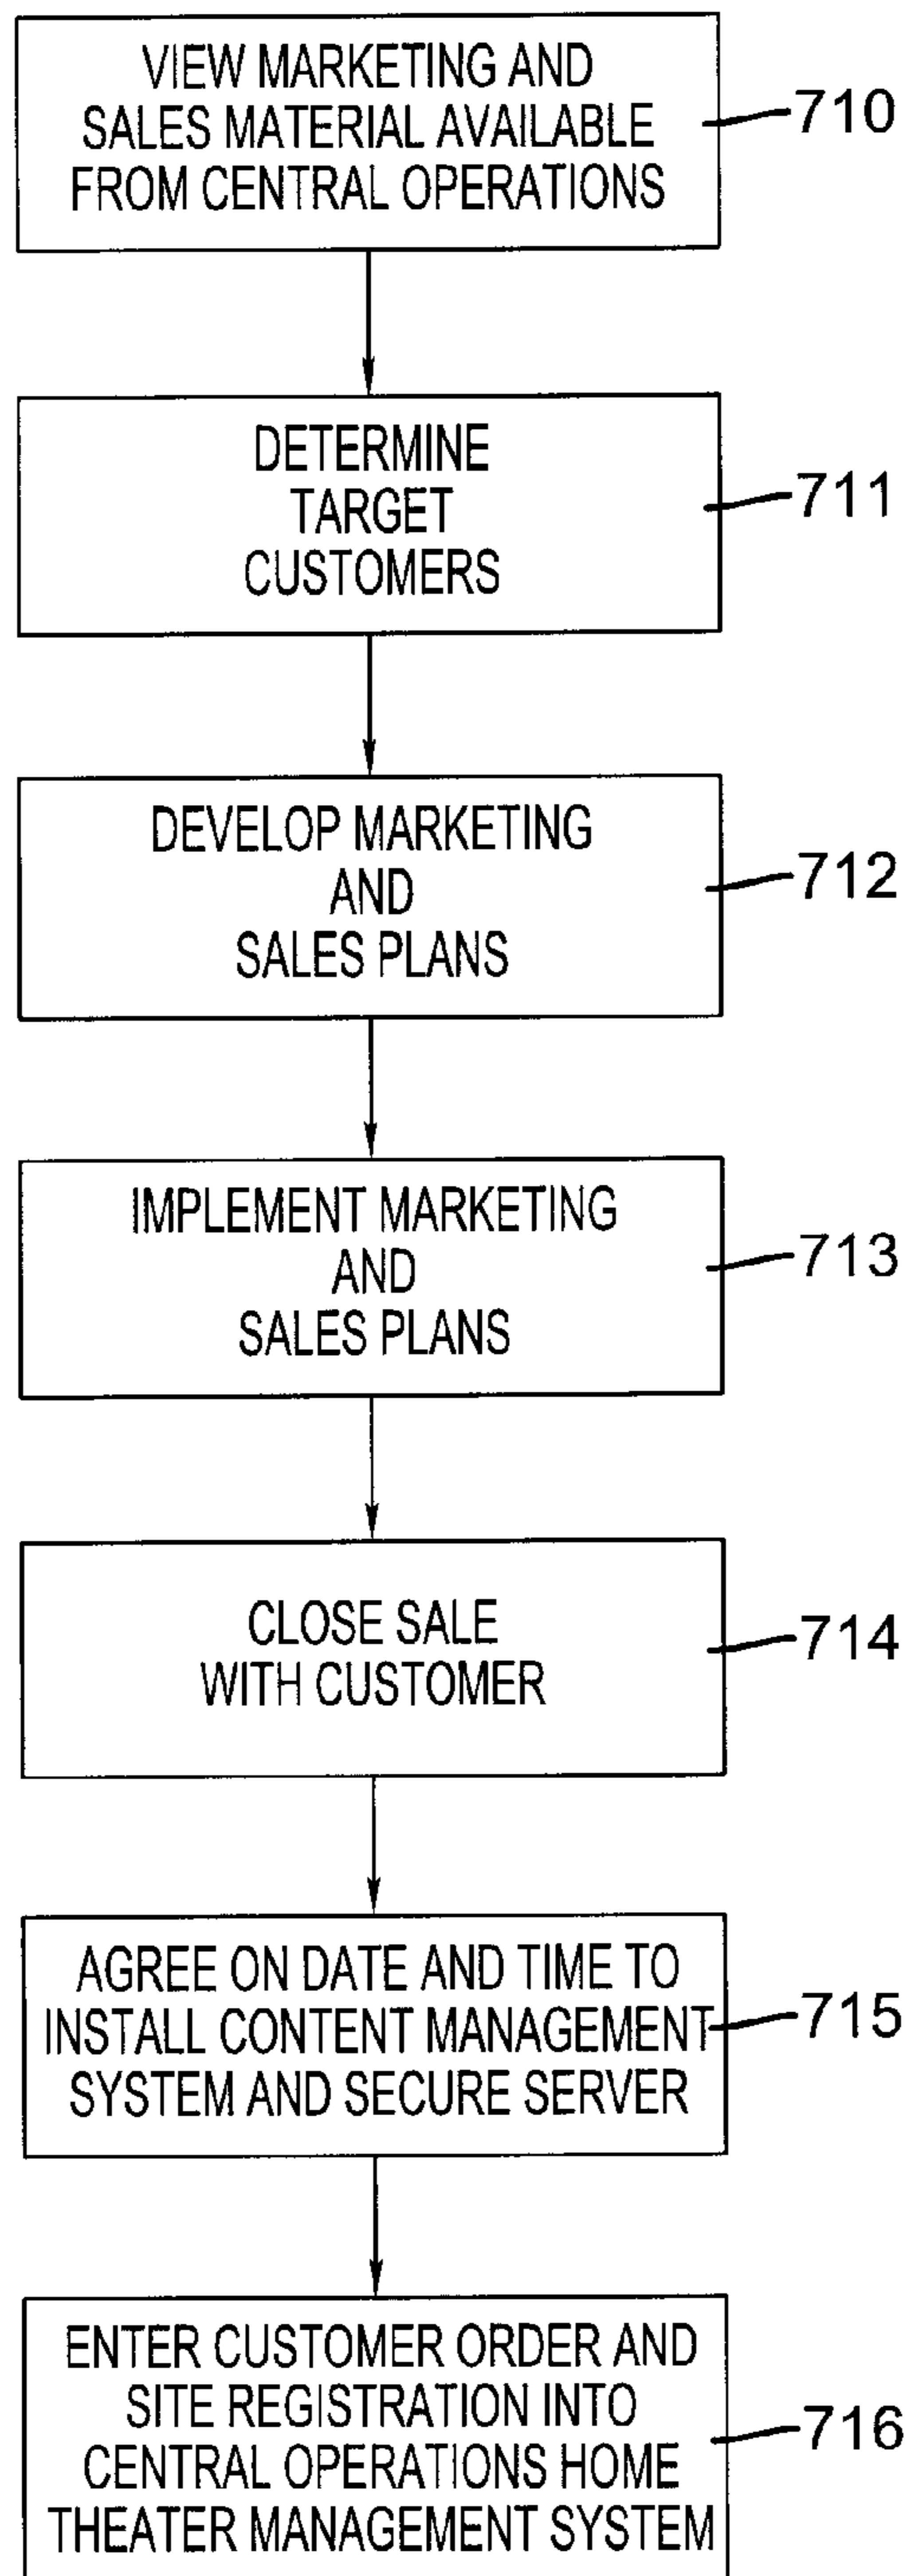 VIEW MARKETING AND
SALES MATERIAL AVAILABLE
FROM CENTRAL OPERATIONS
710
DETERMINE
TARGET
CUSTOMERS
711
DEVELOP MARKETING
AND
SALES PLANS
712
IMPLEMENT MARKETING
AND
SALES PLANS
713
CLOSE SALE
WITH CUSTOMER
714
AGREE ON DATE AND TIME TO
INSTALL CONTENT MANAGEMENT
SYSTEM AND SECURE SERVER
715
ENTER CUSTOMER ORDER AND
SITE REGISTRATION INTO
CENTRAL OPERATIONS HOME
THEATER MANAGEMENT SYSTEM
716